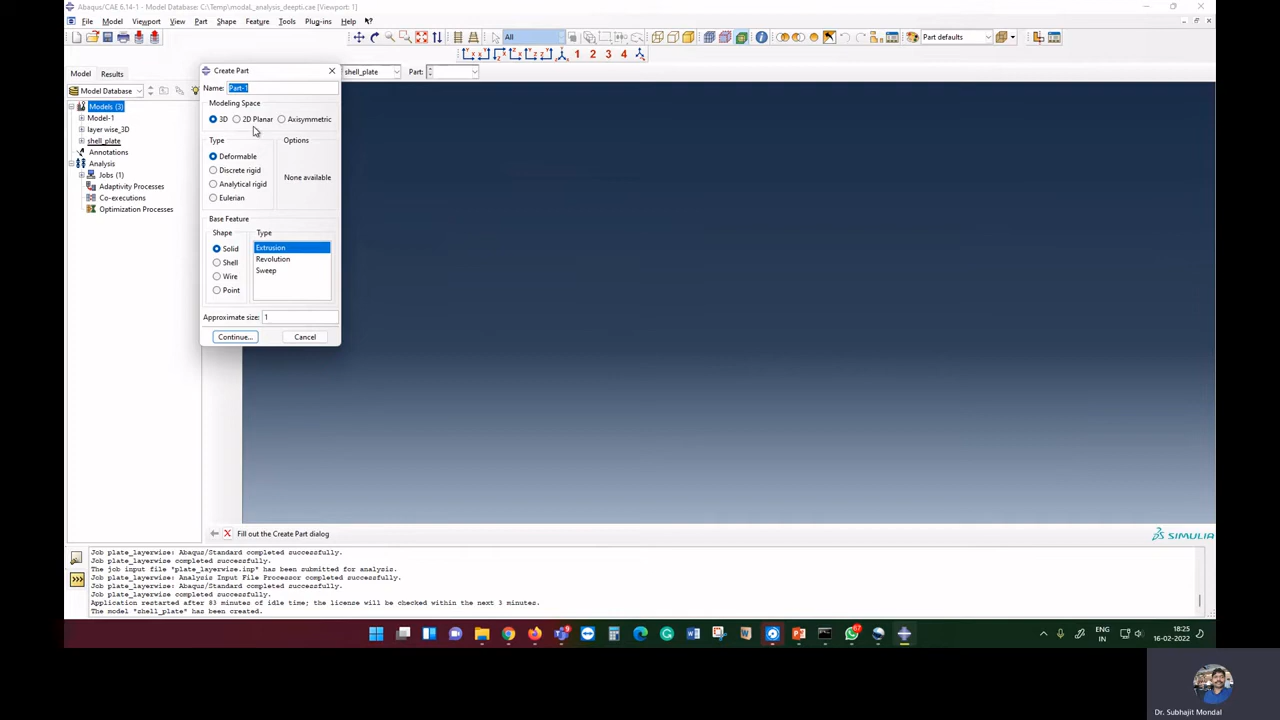 Abaqus/CAE 6.14-1 - Model Database: C:\Temp\modaL_analysis_deepti.cae [Viewport: 1]
File Model Viewport View Part Shape Feature Tools Plug-ins Help
All
Part defaults
1 2 3 4
Model Results
Create Part
shell_plate
Part:
Model Database
Name: Part-1
Models (3)
Model-1
layer wise_3D
shell_plate
Annotations
Analysis
Jobs (1)
Adaptivity Processes
Co-executions
Optimization Processes
Modeling Space
3D 2D Planar Axisymmetric
Type Options
Deformable
Discrete rigid
Analytical rigid
Eulerian
None available
Base Feature
Shape Type
Solid
Shell
Wire
Point
Extrusion
Revolution
Sweep
Approximate size: 1
Continue... Cancel
Fill out the Create Part dialog
SIMULIA
Job plate_layerwise: Abaqus/Standard completed successfully.
Job plate_layerwise completed successfully.
The job input file "plate_layerwise.inp" has been submitted for analysis.
Job plate_layerwise: Analysis Input File Processor completed successfully.
Job plate_layerwise: Abaqus/Standard completed successfully.
Job plate_layerwise completed successfully.
Application restarted after 83 minutes of idle time; the license will be checked within the next 3 minutes.
The model "shell_plate" has been created.
67
ENG
IN
18:25
16-02-2022
Dr. Subhajit Mondal